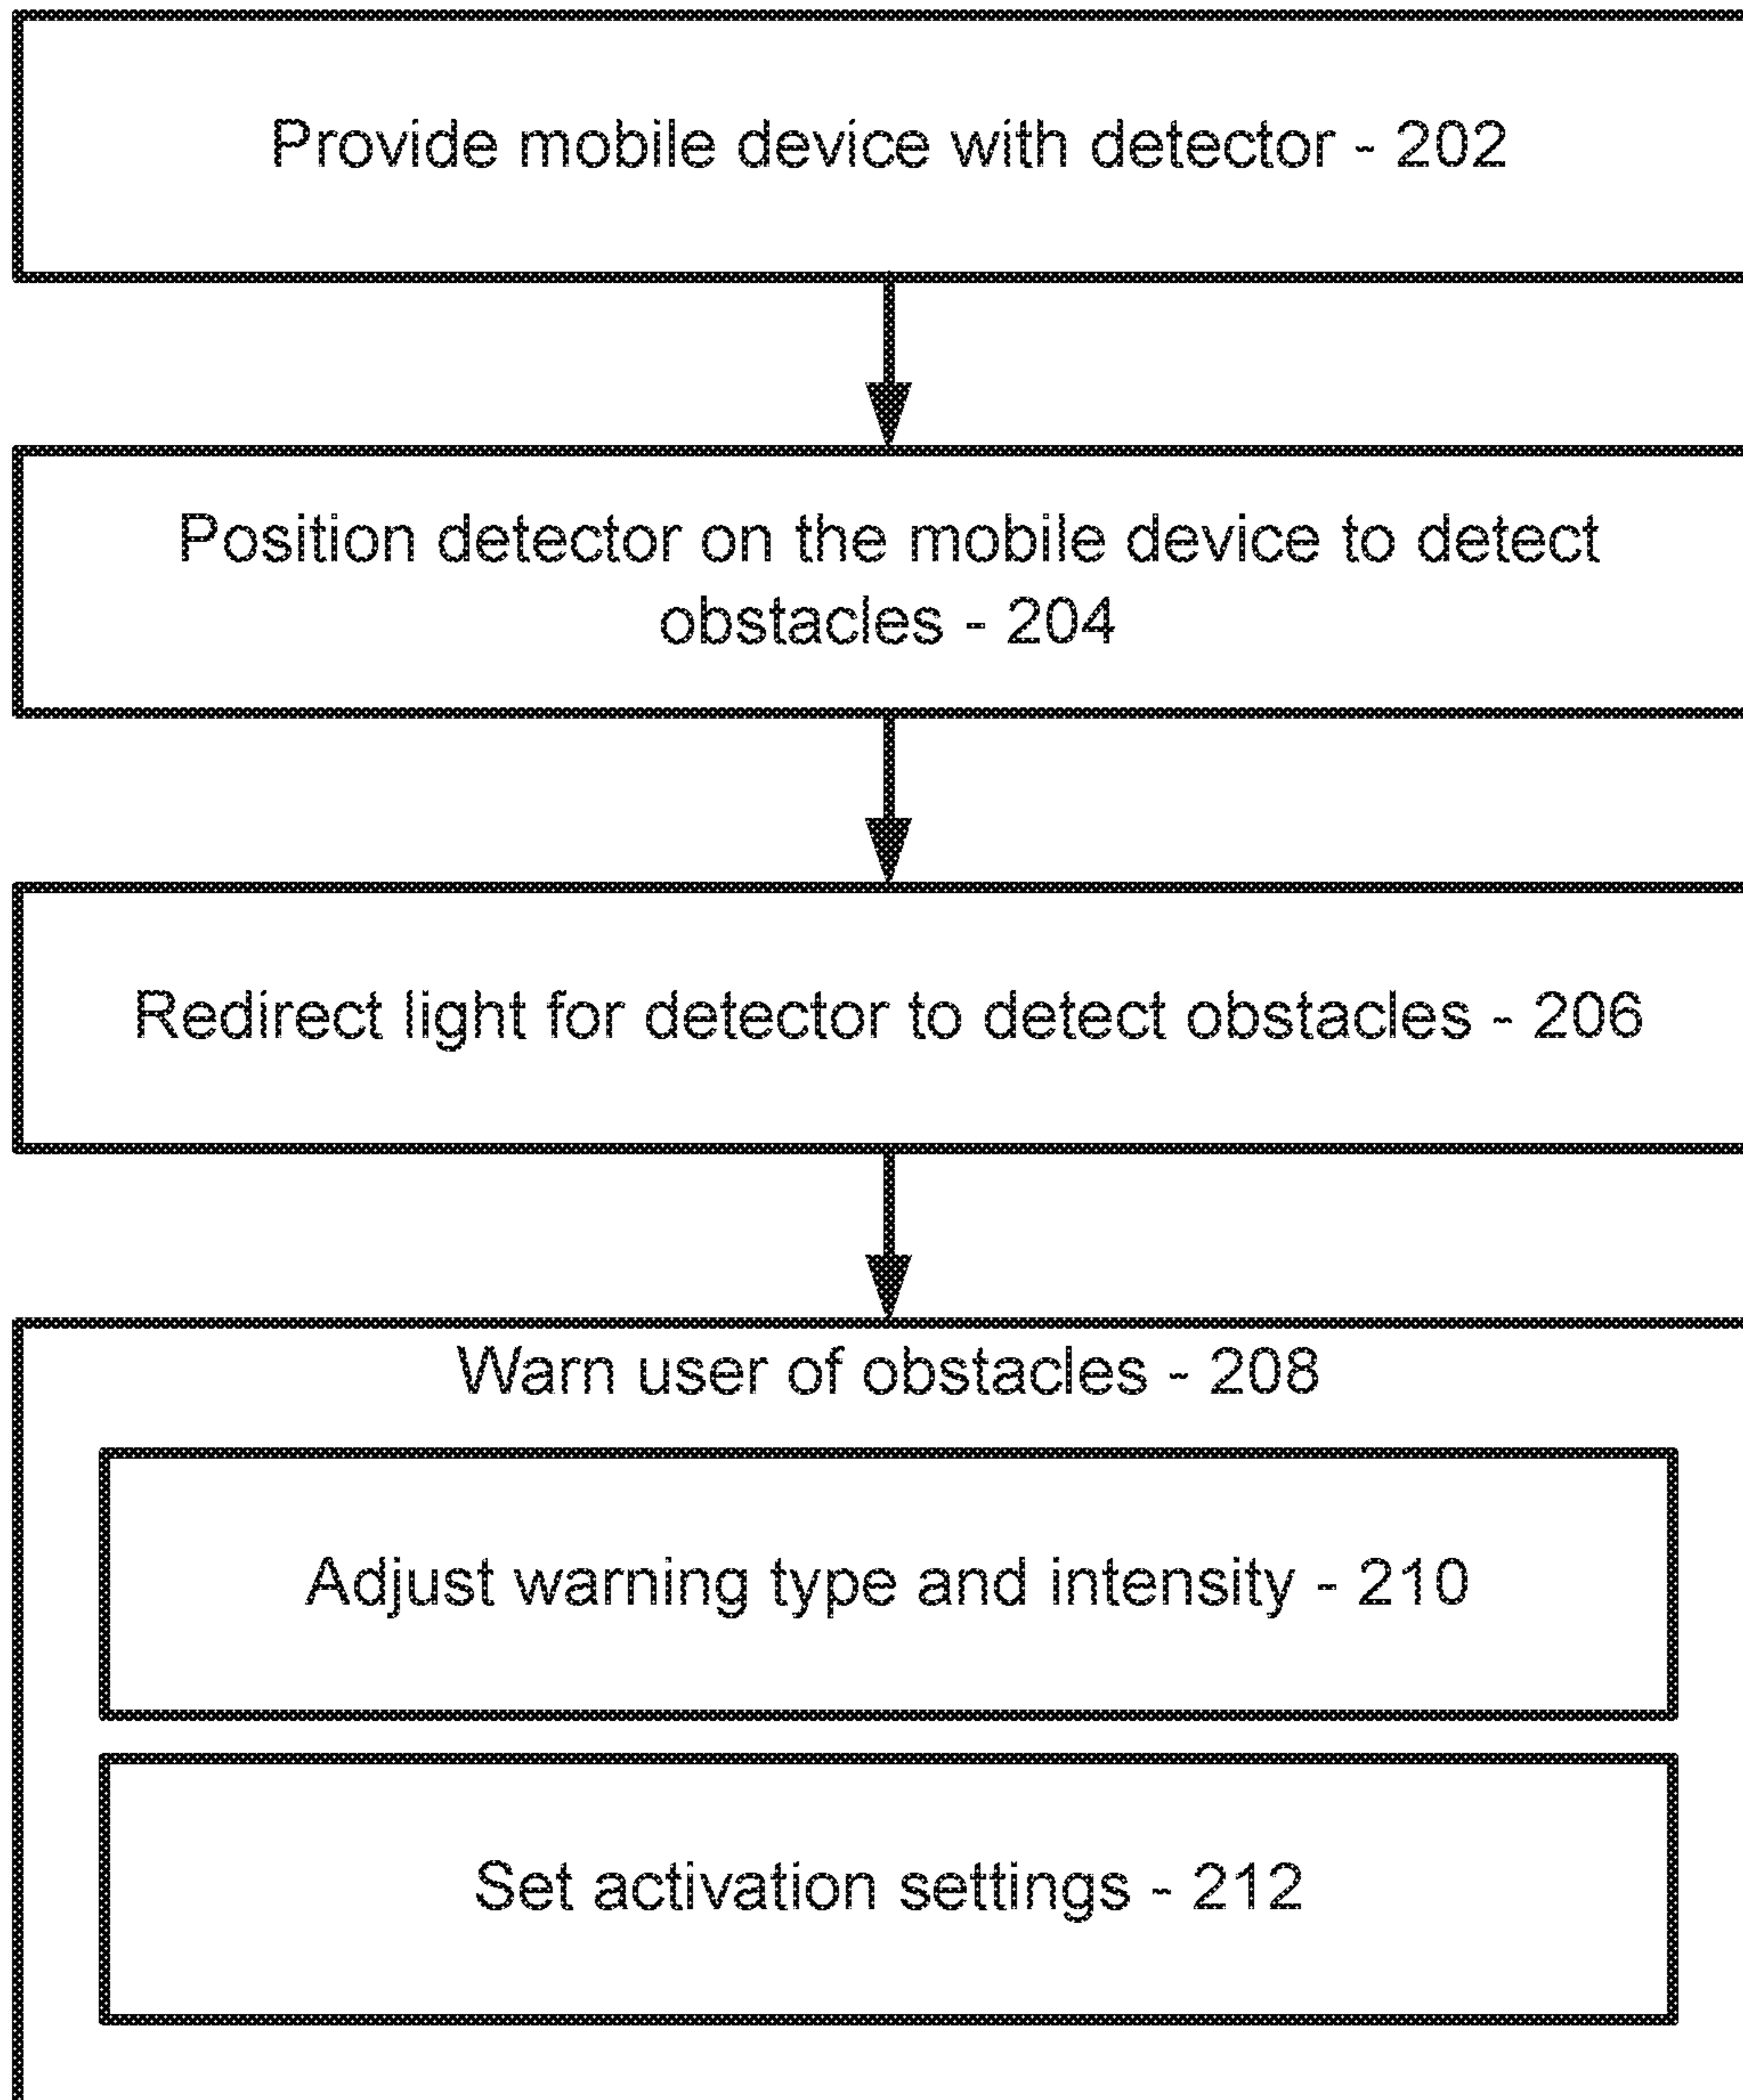 Provide mobile device with detector - 202
Position detector on the mobile device to detect
obstacles - 204
Redirect light for detector to detect obstacles - 206
Warn user of obstacles - 208
Adjust warning type and intensity - 210
Set activation settings - 212